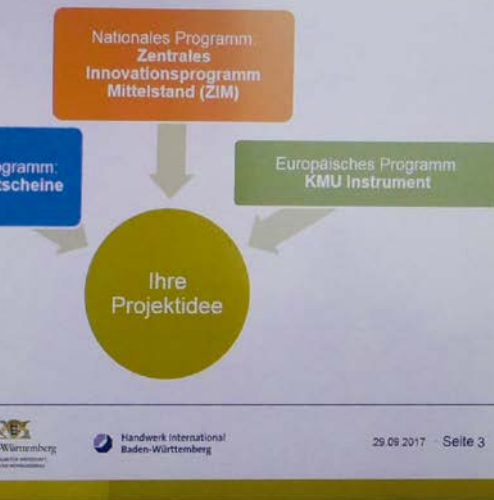 Nationales Programm:
Zentrales
Innovationsprogramm
Mittelstand (ZIM)
ogramm:
tscheine
Europäisches Programm
KMU Instrument
Ihre
Projektidee
Württemberg
Handwerk International
Baden-Württemberg
29.09.2017 Seite 3